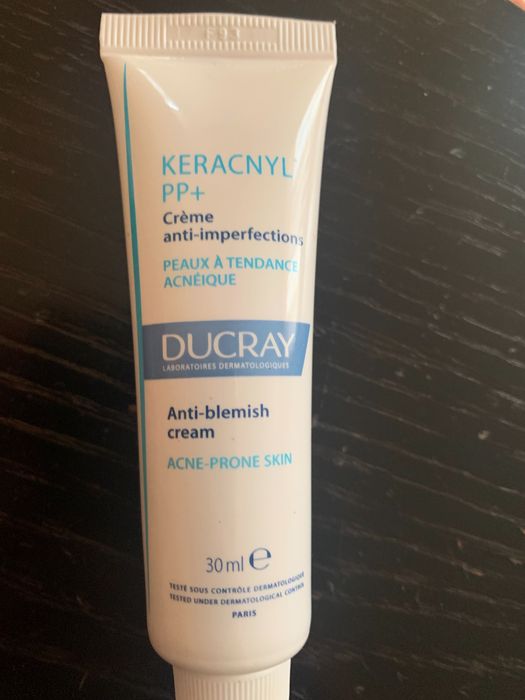 KERACNYL
PP+
Crème
anti-imperfections
PEAUX À TENDANCE
ACNÉIQUE
DUCRAY
LABORATOIRES DERMATOLOGIQUES
Anti-blemish
cream
ACNE-PRONE SKIN
30 ml ℮
TESTÉ SOUS CONTRÔLE DERMATOLOGIQUE
TESTED UNDER DERMATOLOGICAL CONTROL
PARIS